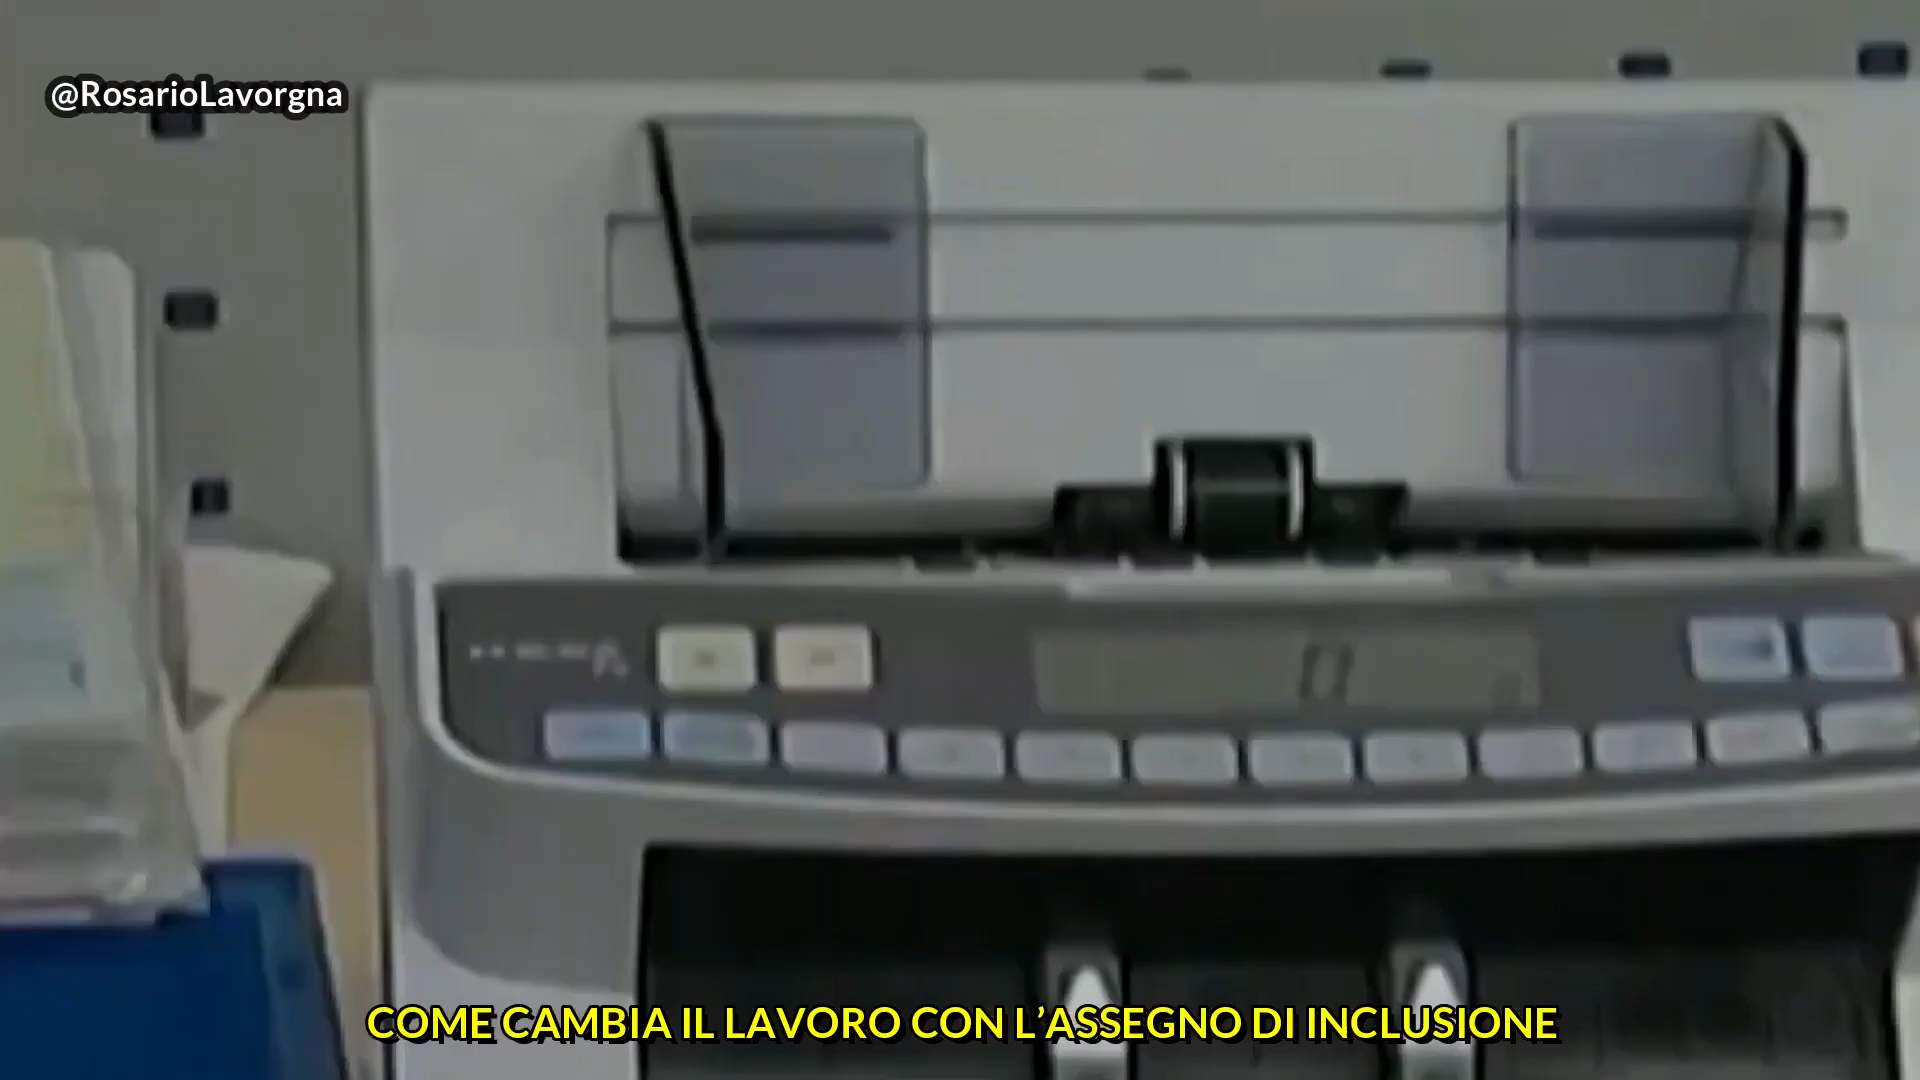 @RosarioLavorgna
COME CAMBIA IL LAVORO CON L’ASSEGNO DI INCLUSIONE